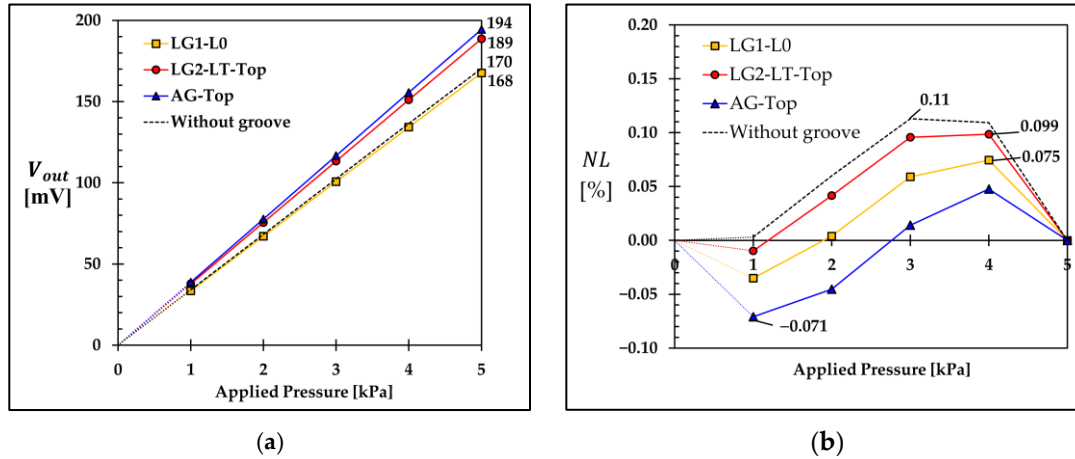 200
150
100
50
0
V_out
[mV]
LG1-L0
LG2-LT-Top
AG-Top
Without groove
194
189
170
168
0 1 2 3 4 5
Applied Pressure [kPa]
(a)
0.20
0.15
0.10
0.05
0.00
−0.05
−0.10
NL
[%]
LG1-L0
LG2-LT-Top
AG-Top
Without groove
0.11
0.099
0.075
−0.071
0 1 2 3 4 5
Applied Pressure [kPa]
(b)